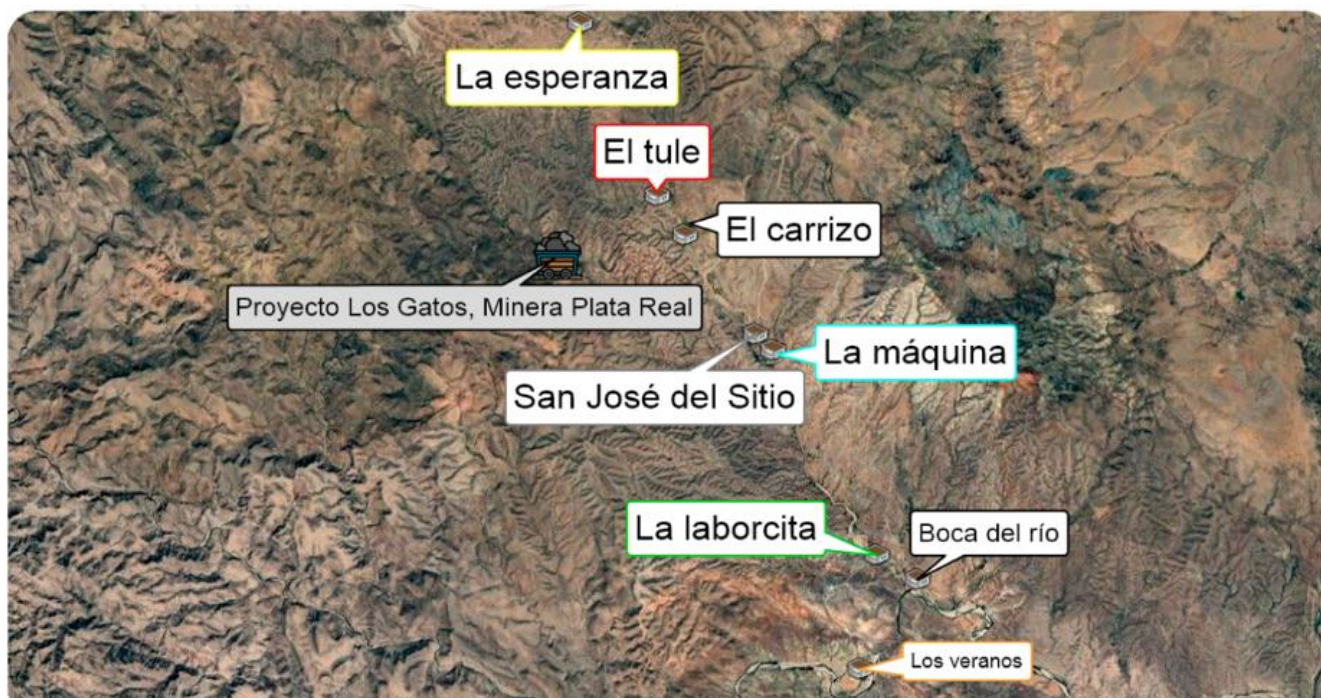 La esperanza
El tule
El carrizo
Proyecto Los Gatos, Minera Plata Real
La máquina
San José del Sitio
La laborcita
Boca del río
Los veranos